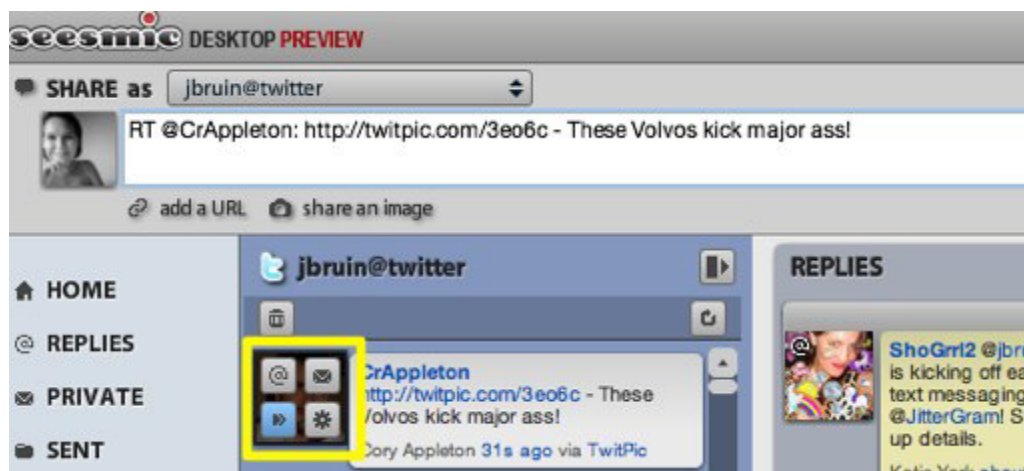 seesmic DESKTOP PREVIEW
SHARE as jbruin@twitter
RT @CrAppleton: http://twitpic.com/3eo6c - These Volvos kick major ass!
add a URL share an image
HOME
REPLIES
PRIVATE
SENT
jbruin@twitter
CrAppleton
http://twitpic.com/3eo6c - These
Volvos kick major ass!
Cory Appleton 31s ago via TwitPic
REPLIES
ShoGrrl2 @jbr
is kicking off ea
text messaging
@JitterGram! S
up details.